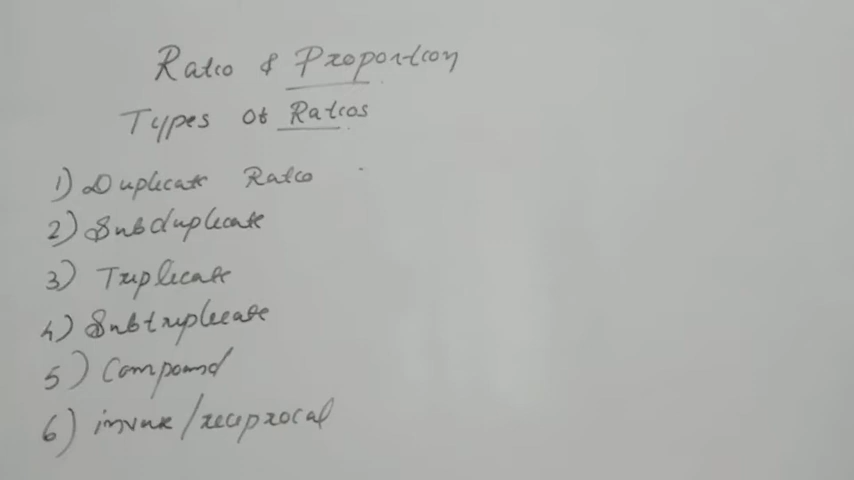 Ratio & Proportion
Types of Ratios
1) Duplicate Ratio
2) Subduplicate
3) Triplicate
4) Subtriplicate
5) Compound
6) inverse/reciprocal